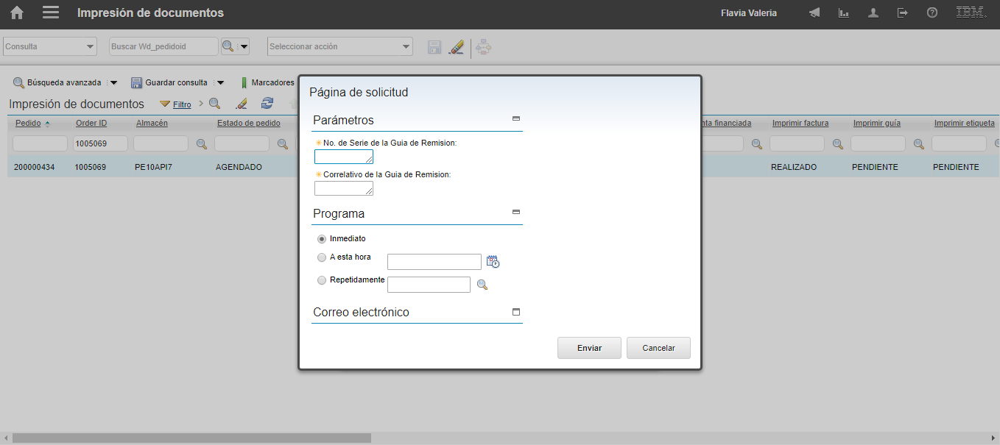 Impresión de documentos
Flavia Valeria
IBM.
Consulta
Buscar Wd_pedidoid
Seleccionar acción
Búsqueda avanzada
Guardar consulta
Marcadores
Impresión de documentos
Filtro
Pedido Order ID Almacén Estado de pedido nta financiada Imprimir factura Imprimir guía Imprimir etiqueta
1005069
200000434 1005069 PE10API7 AGENDADO REALIZADO PENDIENTE PENDIENTE
Página de solicitud
Parámetros
No. de Serie de la Guia de Remision:
Correlativo de la Guia de Remision:
Programa
Inmediato
A esta hora
Repetidamente
Correo electrónico
Enviar
Cancelar